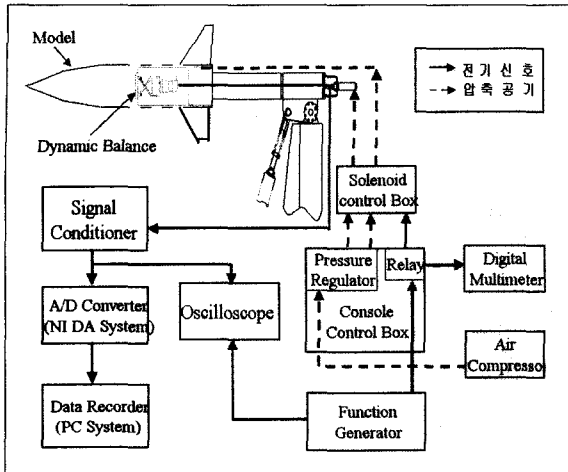 Model
전기 신호
압축공기
Dynamic Balance
Solenoid
control Box
Signal
Conditioner
Pressure
Regulator
Relay
Digital
Multimeter
A/D Converter
(NI DA System)
Oscilloscope
Console
Control Box
Air
Compresso
Data Recorder
(PC System)
Function
Generator